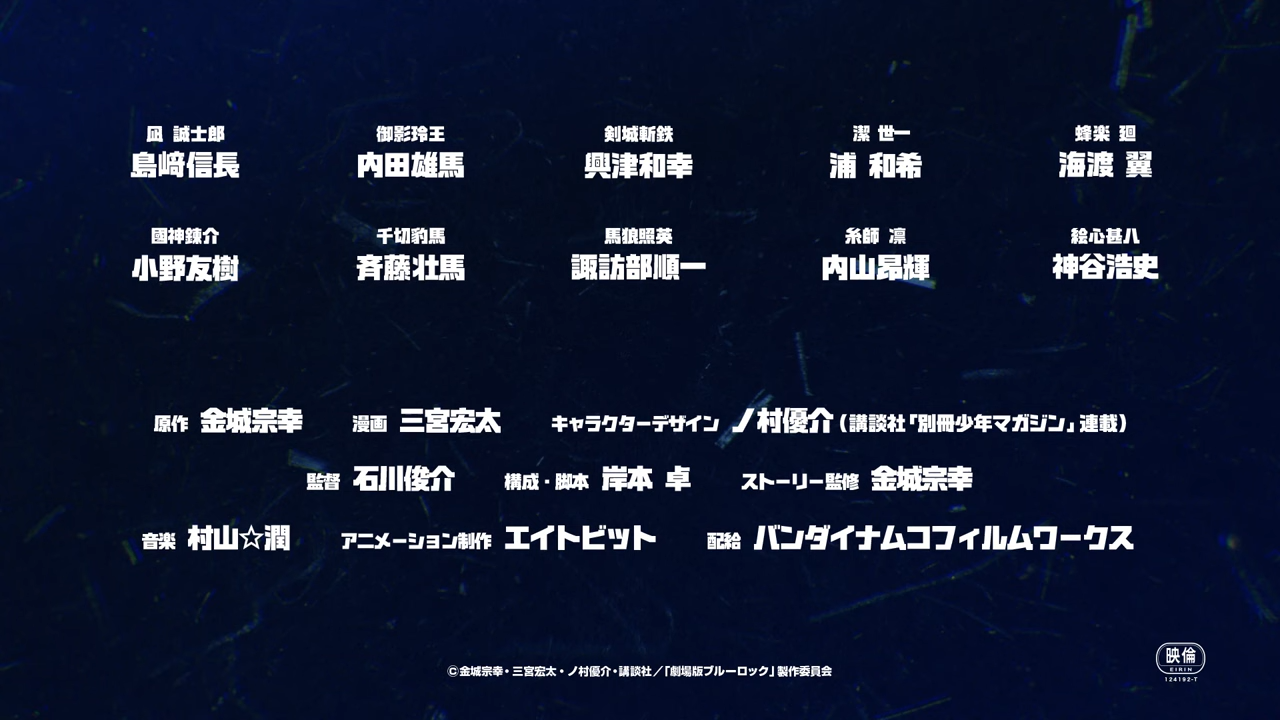 凪 誠士郎 御影玲王 剣城斬鉄 潔 世一 蜂楽 廻
島﨑信長 内田雄馬 興津和幸 浦 和希 海渡 翼
國神錬介 千切豹馬 馬狼照英 糸師 凛 絵心甚八
小野友樹 斉藤壮馬 諏訪部順一 内山昂輝 神谷浩史
原作 金城宗幸 漫画 三宮宏太 キャラクターデザイン ノ村優介(講談社「別冊少年マガジン」連載)
監督 石川俊介 構成・脚本 岸本 卓 ストーリー監修 金城宗幸
音楽 村山☆潤 アニメーション制作 エイトビット 配給 バンダイナムコフィルムワークス
©金城宗幸・三宮宏太・ノ村優介・講談社/「劇場版ブルーロック」製作委員会
映倫
EIRIN
124192-T